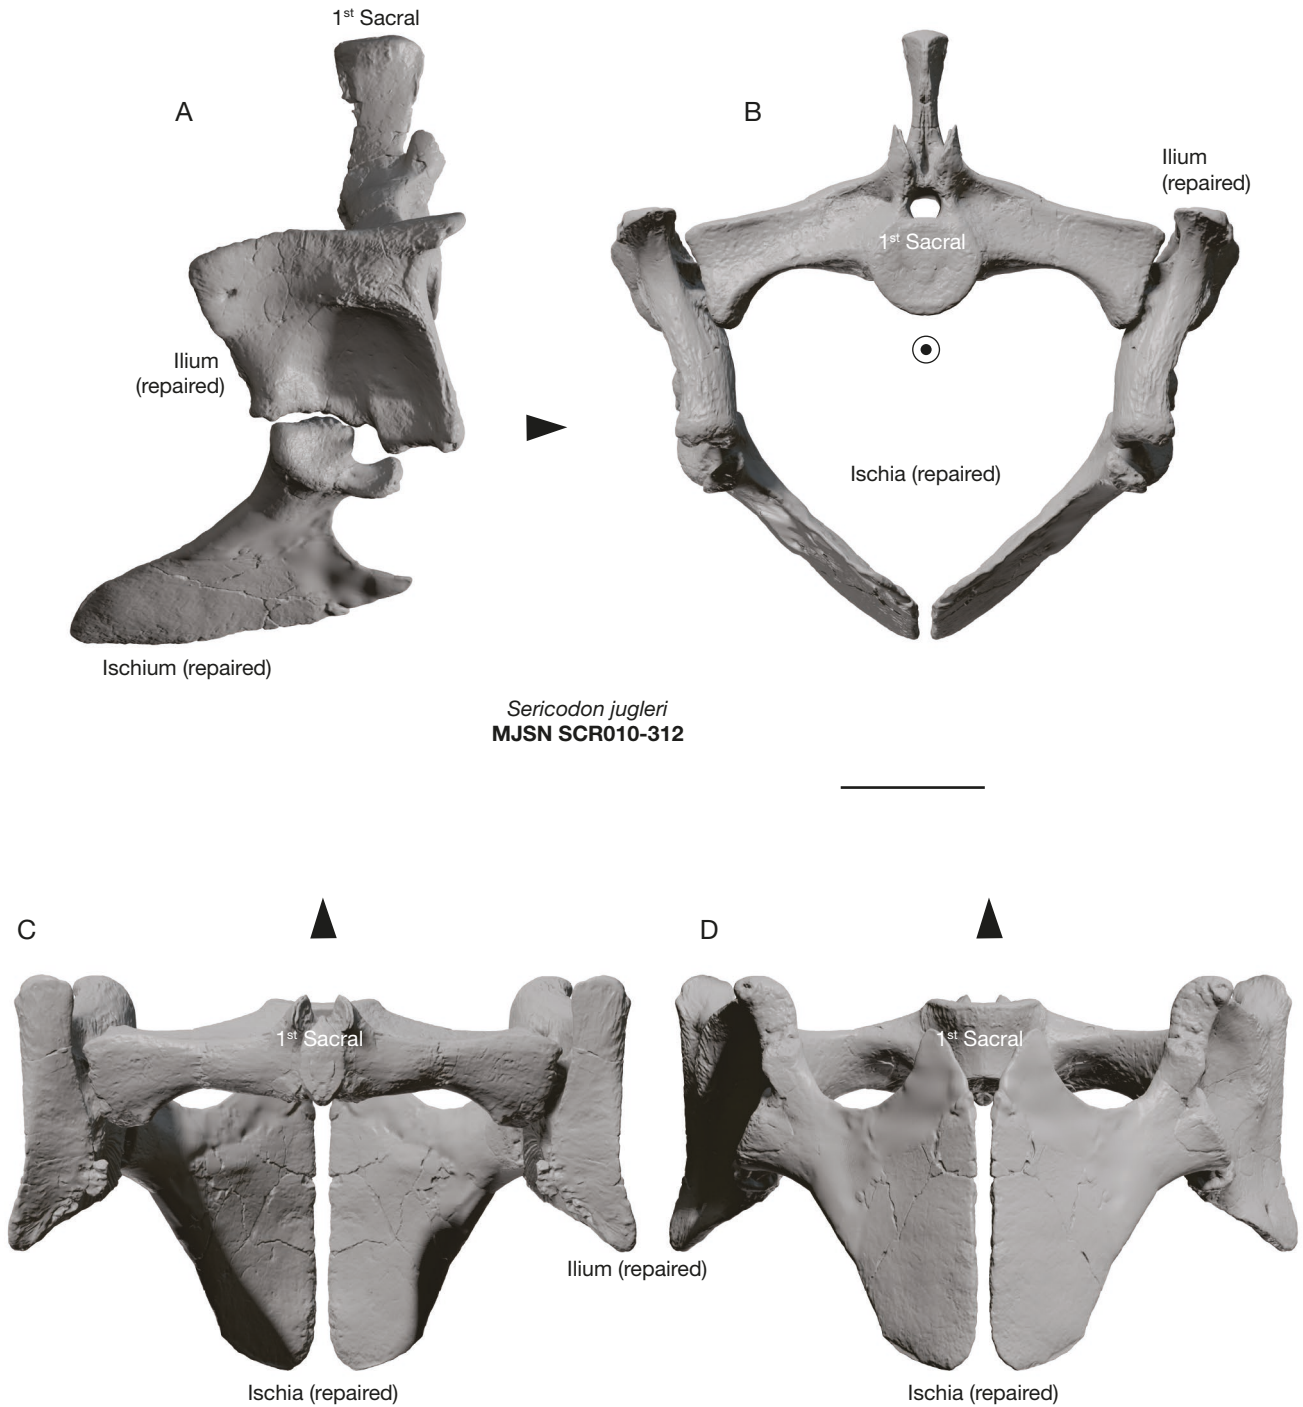 1st Sacral
A
B
Ilium
(repaired)
1st Sacral
Ilium
(repaired)
Ischia (repaired)
Ischium (repaired)
Sericodon jugleri
MJSN SCR010-312
C
D
1st Sacral
1st Sacral
Ilium (repaired)
Ischia (repaired)
Ischia (repaired)